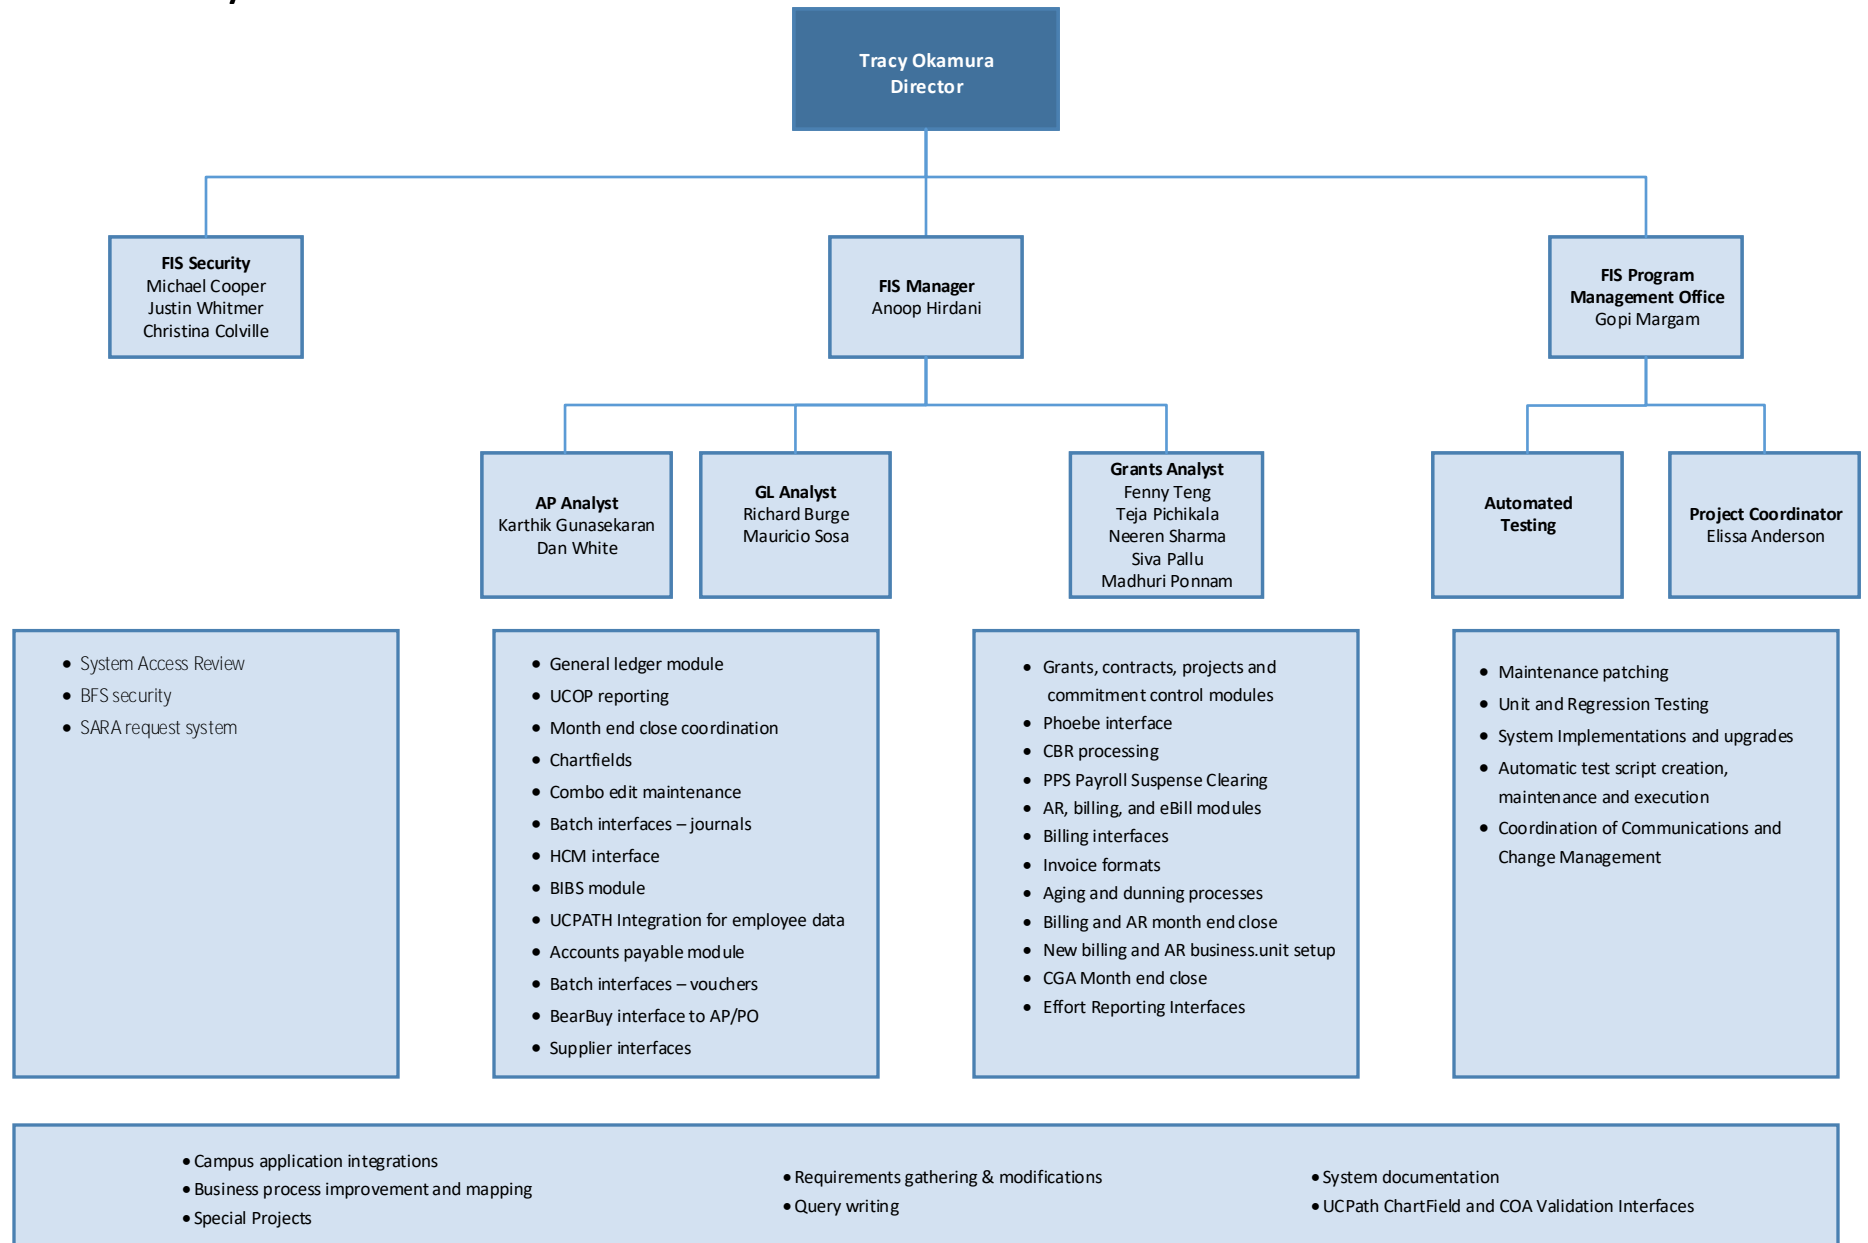 Tracy Okamura
Director
FIS Security
Michael Cooper
Justin Whitmer
Christina Colville
FIS Manager
Anoop Hirdani
FIS Program
Management Office
Gopi Margam
AP Analyst
Karthik Gunasekaran
Dan White
GL Analyst
Richard Burge
Mauricio Sosa
Grants Analyst
Fenny Teng
Teja Pichikala
Neeren Sharma
Siva Pallu
Madhuri Ponnam
Automated
Testing
Project Coordinator
Elissa Anderson
• System Access Review
• BFS security
• SARA request system
• General ledger module
• UCOP reporting
• Month end close coordination
• Chartfields
• Combo edit maintenance
• Batch interfaces – journals
• HCM interface
• BIBS module
• UCPATH Integration for employee data
• Accounts payable module
• Batch interfaces – vouchers
• BearBuy interface to AP/PO
• Supplier interfaces
• Grants, contracts, projects and
commitment control modules
• Phoebe interface
• CBR processing
• PPS Payroll Suspense Clearing
• AR, billing, and eBill modules
• Billing interfaces
• Invoice formats
• Aging and dunning processes
• Billing and AR month end close
• New billing and AR business.unit setup
• CGA Month end close
• Effort Reporting Interfaces
• Maintenance patching
• Unit and Regression Testing
• System Implementations and upgrades
• Automatic test script creation,
maintenance and execution
• Coordination of Communications and
Change Management
• Campus application integrations
• Business process improvement and mapping
• Special Projects
• Requirements gathering & modifications
• Query writing
• System documentation
• UCPath ChartField and COA Validation Interfaces